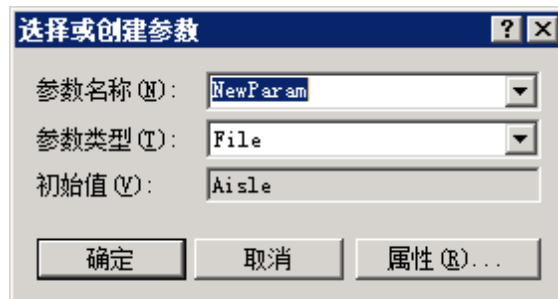 选择或创建参数
参数名称(N): NewParam
参数类型(T): File
初始值(V): Aisle
确定 取消 属性(R)...